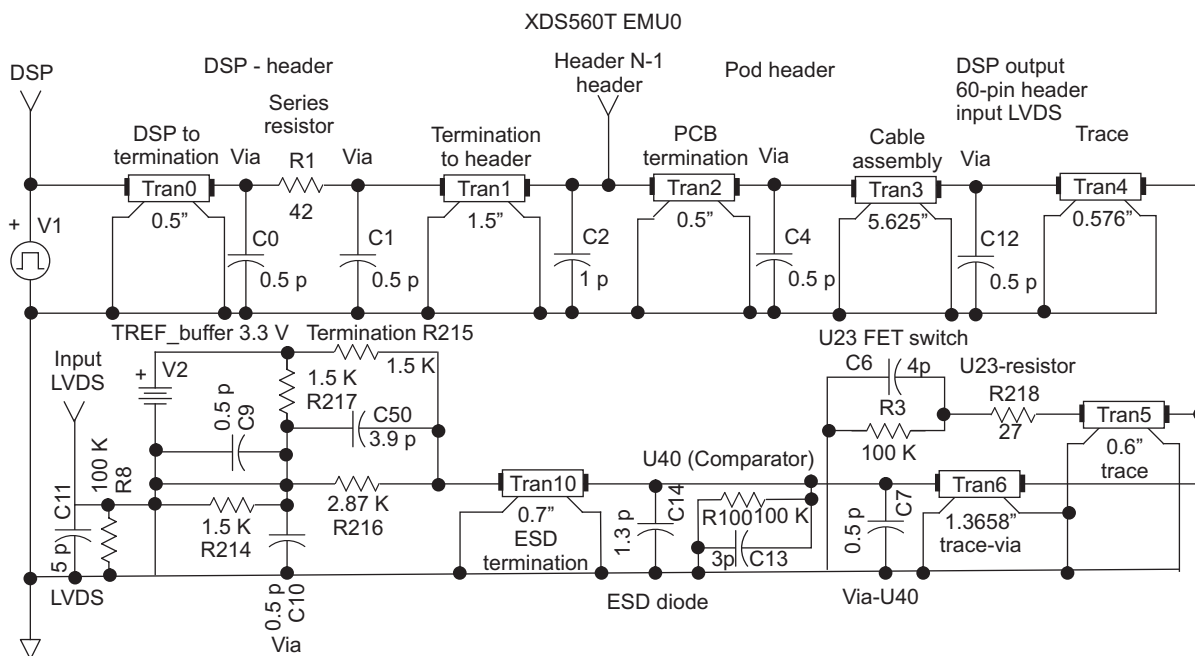 XDS560T EMU0
DSP
DSP - header
Header N-1
header
Pod header
DSP output
60-pin header
input LVDS
Series
resistor
DSP to
termination
Via
R1
Via
Termination
to header
PCB
termination
Via
Cable
assembly
Via
Trace
Tran0
Tran1
Tran2
Tran3
Tran4
0.5”
42
1.5”
0.5”
5.625”
0.576”
+
V1
C0
0.5 p
C1
0.5 p
C2
1 p
C4
0.5 p
C12
0.5 p
TREF_buffer 3.3 V
Termination R215
U23 FET switch
Input
LVDS
+
V2
1.5 K
1.5 K
R217
C6
4p
U23-resistor
R218
27
0.5 p
C9
C50
3.9 p
R3
100 K
Tran5
0.6”
trace
100 K
R8
C11
5 p
U40 (Comparator)
2.87 K
R216
1.5 K
R214
Tran10
0.7”
ESD
termination
1.3 p
C14
R100
100 K
3p
C13
0.5 p
C7
Tran6
1.3658”
trace-via
LVDS
0.5 p
C10
Via
ESD diode
Via-U40